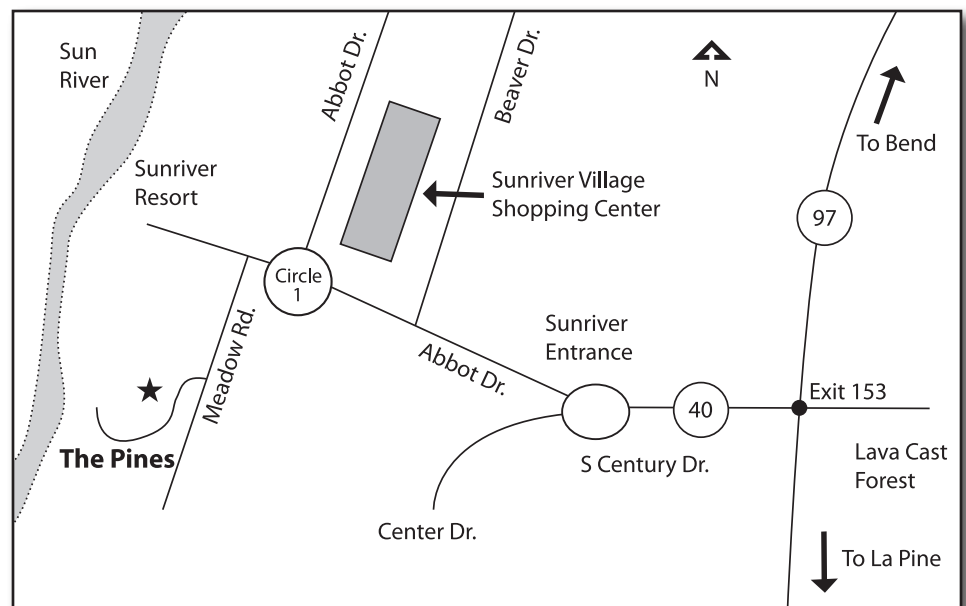 Sun
River
Abbot Dr.
Beaver Dr.
N
To Bend
Sunriver
Resort
Sunriver Village
Shopping Center
97
Circle
1
Sunriver
Entrance
Meadow Rd.
Abbot Dr.
Exit 153
40
The Pines
S Century Dr.
Lava Cast
Forest
Center Dr.
To La Pine